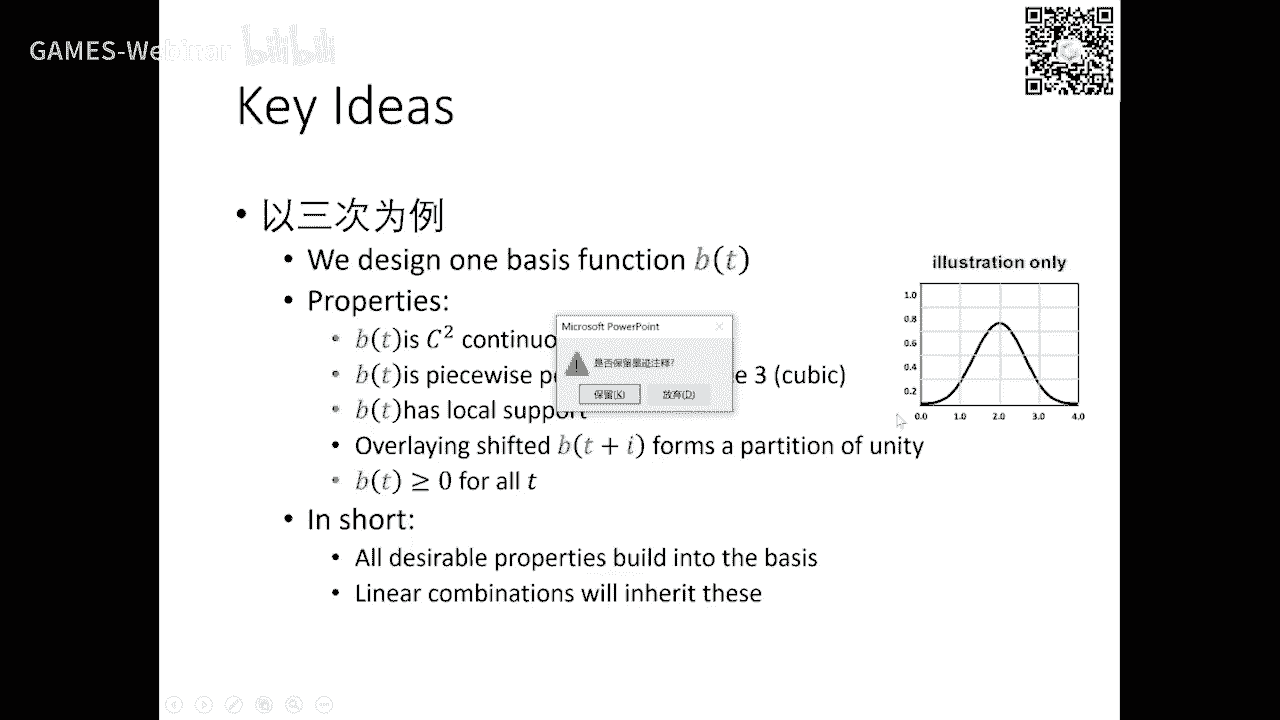 GAMES-Webinar bilibili
Key Ideas
• 以三次为例
• We design one basis function b(t)
• Properties:
• b(t)is C² continuo
• b(t)is piecewise p e 3 (cubic)
• b(t)has local support
• Overlaying shifted b(t + i) forms a partition of unity
• b(t) ≥ 0 for all t
• In short:
• All desirable properties build into the basis
• Linear combinations will inherit these
illustration only
1.0
0.8
0.6
0.4
0.2
0.0 1.0 2.0 3.0 4.0
Microsoft PowerPoint
是否保留墨迹注释?
保留(K) 放弃(D)